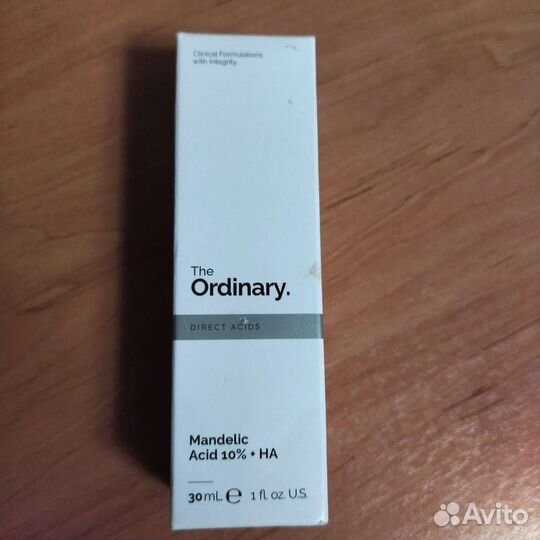 Clinical Formulations
with Integrity.
The
Ordinary.
DIRECT ACIDS
Mandelic
Acid 10% + HA
30 mL ℮ 1 fl. oz. U.S.
Avito